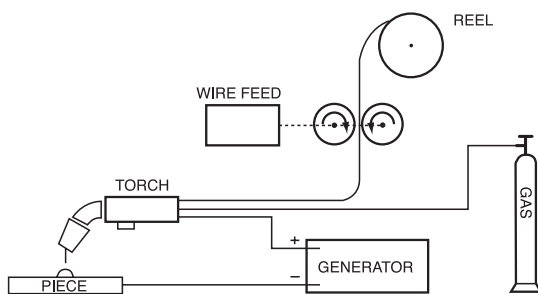 REEL
WIRE FEED
TORCH
GAS
+
GENERATOR
−
PIECE